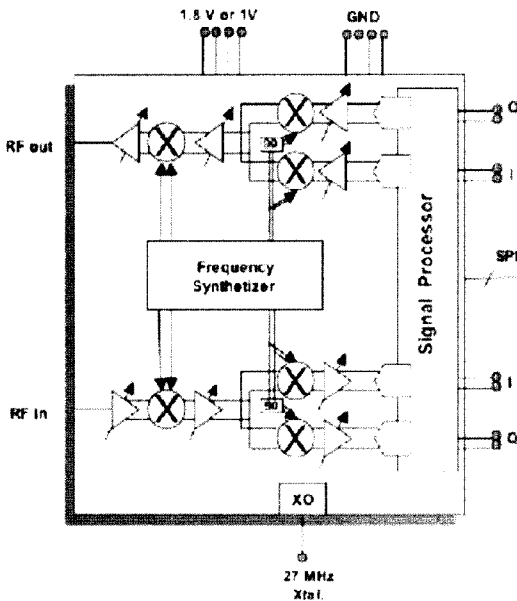 1.8 V or 1V
GND
RF out
90
Q
I
Frequency
Synthetizer
Signal Processor
SPI
RF in
90
I
Q
XO
27 MHz
Xtal.